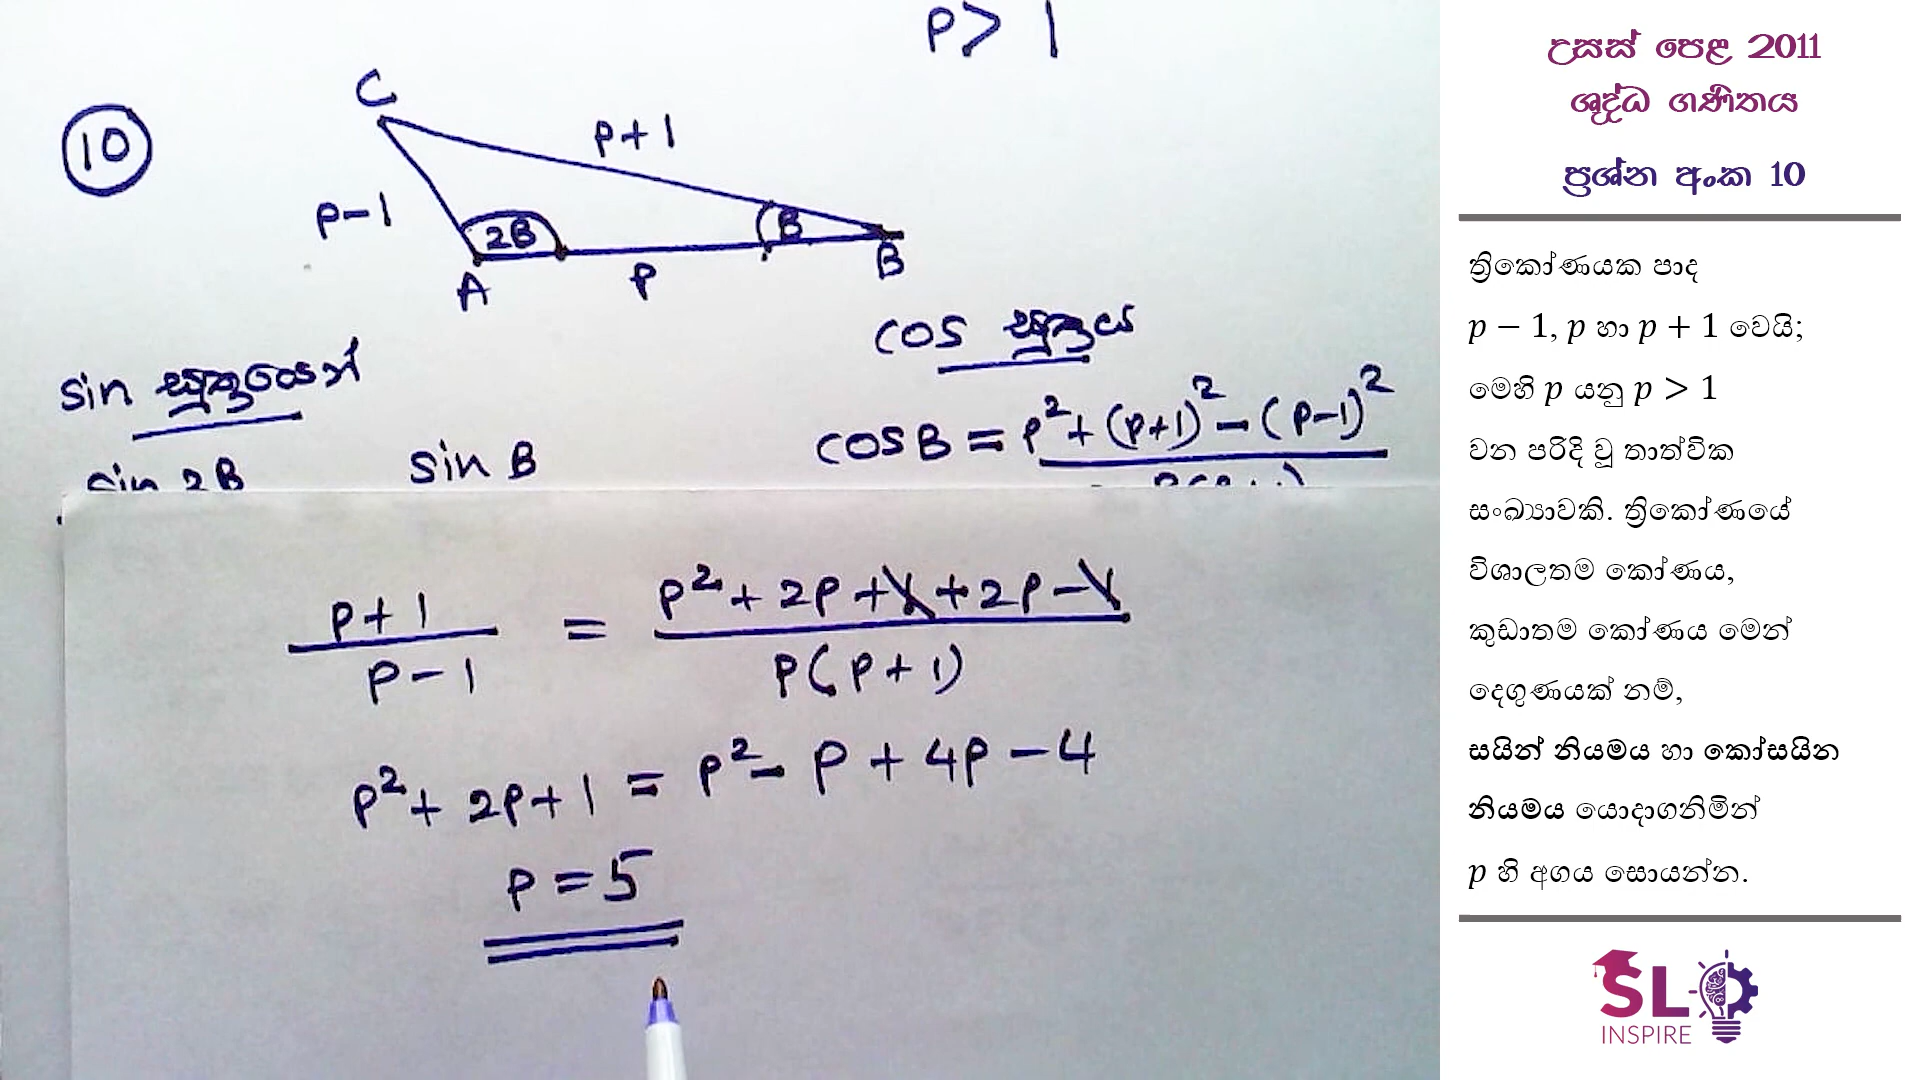 p > 1
10
C
p+1
p-1
2B
B
A
p
B
sin සූත්‍රයෙන්
cos සූත්‍රය
cos B = p² + (p+1)² - (p-1)²
sin 2B sin B
p+1 / p-1 = p² + 2p + 1 + 2p - 1 / p(p+1)
p² + 2p + 1 = p² - p + 4p - 4
p = 5
උසස් පෙළ 2011
ශුද්ධ ගණිතය
ප්‍රශ්න අංක 10
ත්‍රිකෝණයක පාද
p − 1, p හා p + 1 වෙයි;
මෙහි p යනු p > 1
වන පරිදි වූ තාත්වික
සංඛ්‍යාවකි. ත්‍රිකෝණයේ
විශාලතම කෝණය,
කුඩාතම කෝණය මෙන්
දෙගුණයක් නම්,
සයින් නියමය හා කෝසයින
නියමය යොදාගනිමින්
p හි අගය සොයන්න.
SL
INSPIRE